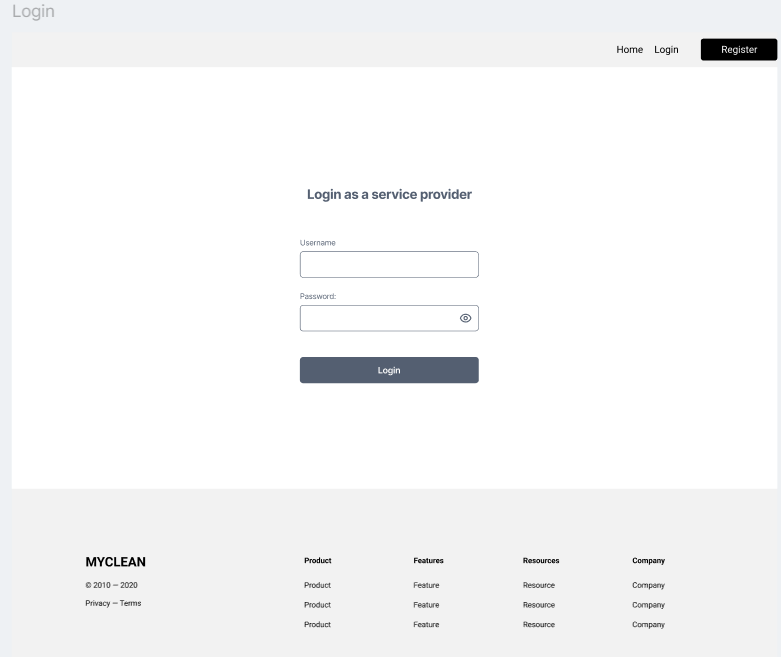 Login
Home Login Register
Login as a service provider
Username
Password:
Login
MYCLEAN Product Features Resources Company
© 2010 — 2020 Product Feature Resource Company
Privacy — Terms Product Feature Resource Company
Product Feature Resource Company